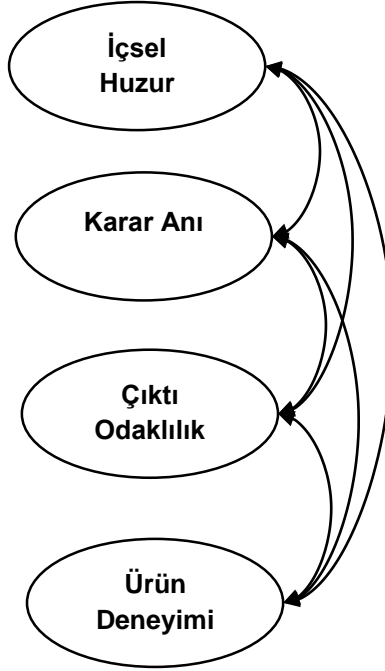 İçsel
Huzur
Karar Anı
Çıktı
Odaklılık
Ürün
Deneyimi